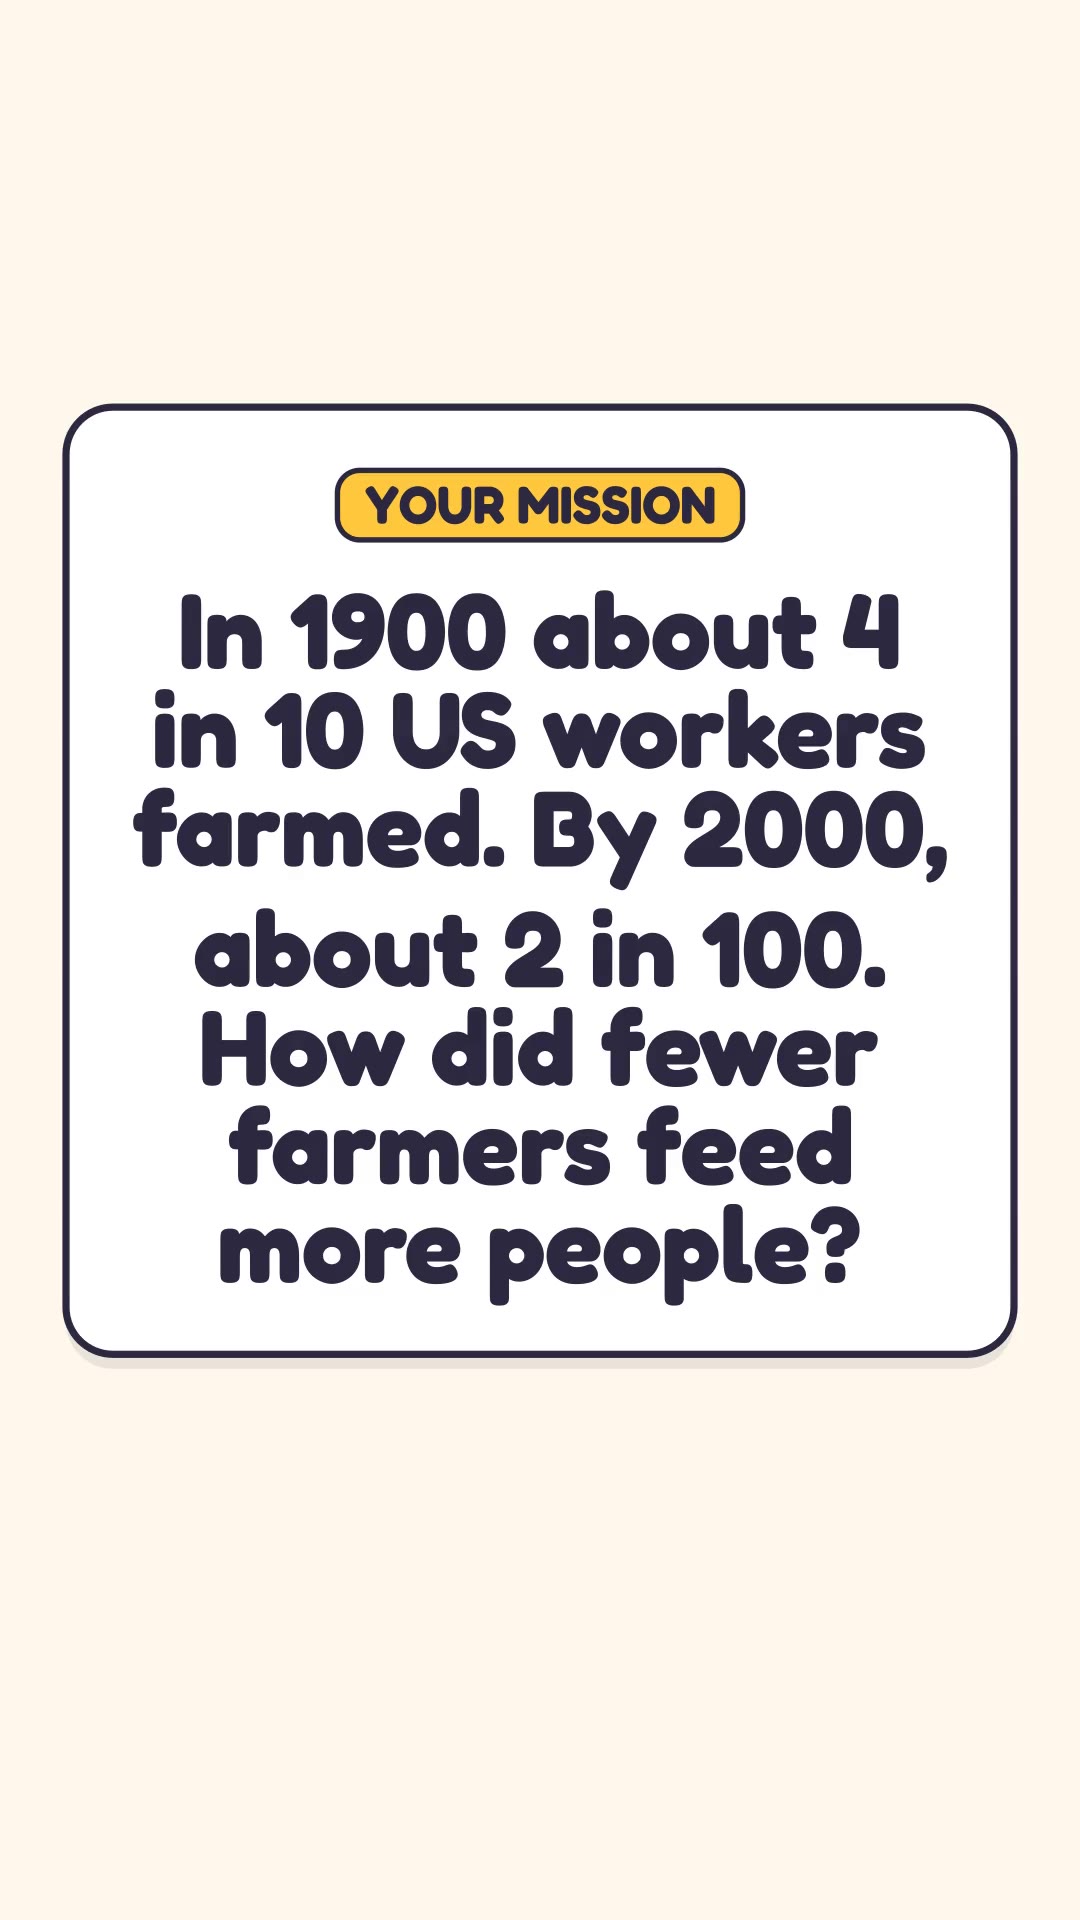 YOUR MISSION
In 1900 about 4
in 10 US workers
farmed. By 2000,
about 2 in 100.
How did fewer
farmers feed
more people?